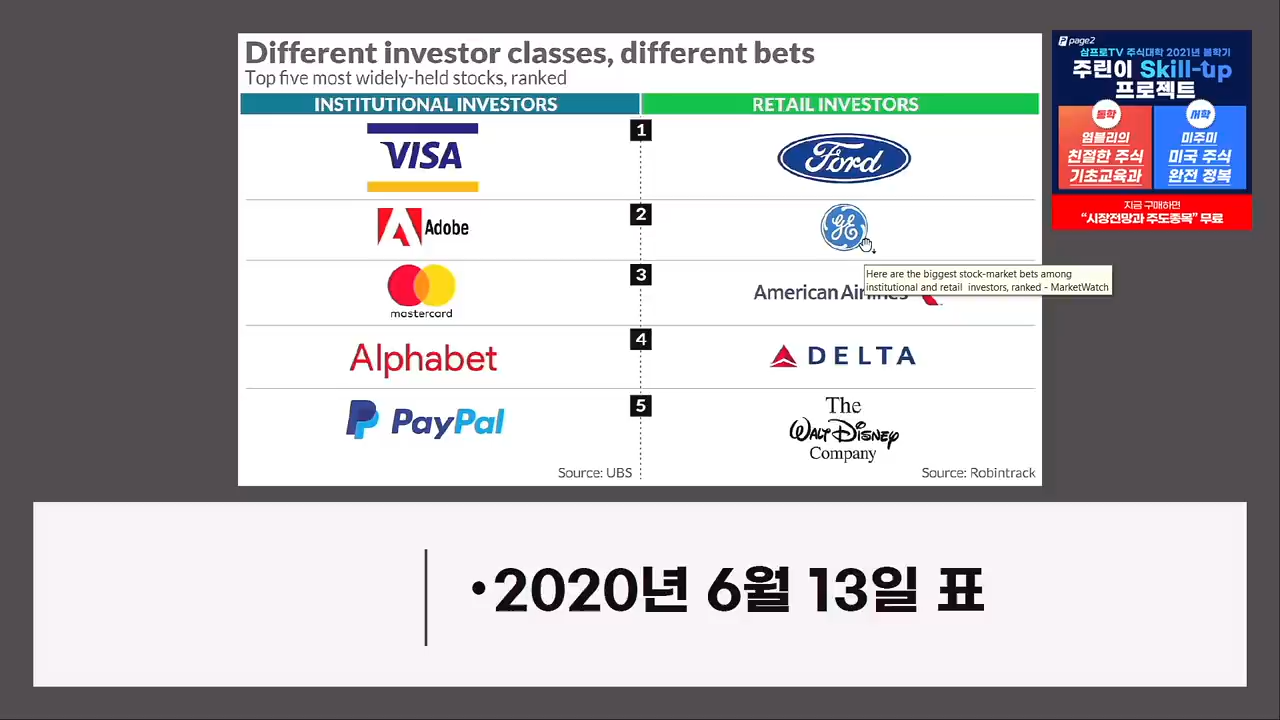 Different investor classes, different bets
Top five most widely-held stocks, ranked
INSTITUTIONAL INVESTORS
RETAIL INVESTORS
VISA
1
Ford
Adobe
2
GE
mastercard
3
American Airlines
Here are the biggest stock-market bets among
institutional and retail investors, ranked - MarketWatch
Alphabet
4
DELTA
PayPal
5
The
WALT DISNEY
Company
Source: UBS
Source: Robintrack
page2
삼프로TV 주식대학 2021년 봄학기
주린이 Skill-up
프로젝트
동학
염블리의
친절한 주식
기초교육과
서학
미주미
미국 주식
완전 정복
지금 구매하면
“시장전망과 주도종목” 무료
•2020년 6월 13일 표